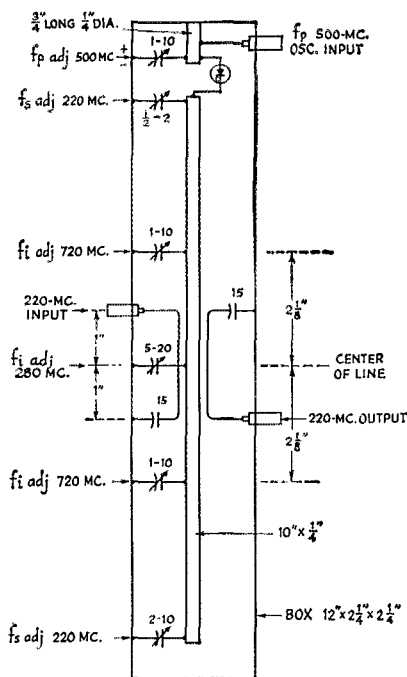 3/4" LONG 1/4" DIA.
fp 500-MC.
OSC. INPUT
1-10
fp adj 500MC
+
-
fs adj 220 MC.
1/2-2
1-10
fi adj 720 MC.
220-MC.
INPUT
15
2 1/8"
1"
fi adj
280 MC.
5-20
CENTER
OF LINE
1"
15
220-MC.OUTPUT
2 1/8"
1-10
fi adj 720 MC.
10" x 1/4"
BOX 12" x 2 1/4" x 2 1/4"
2-10
fs adj 220 MC.